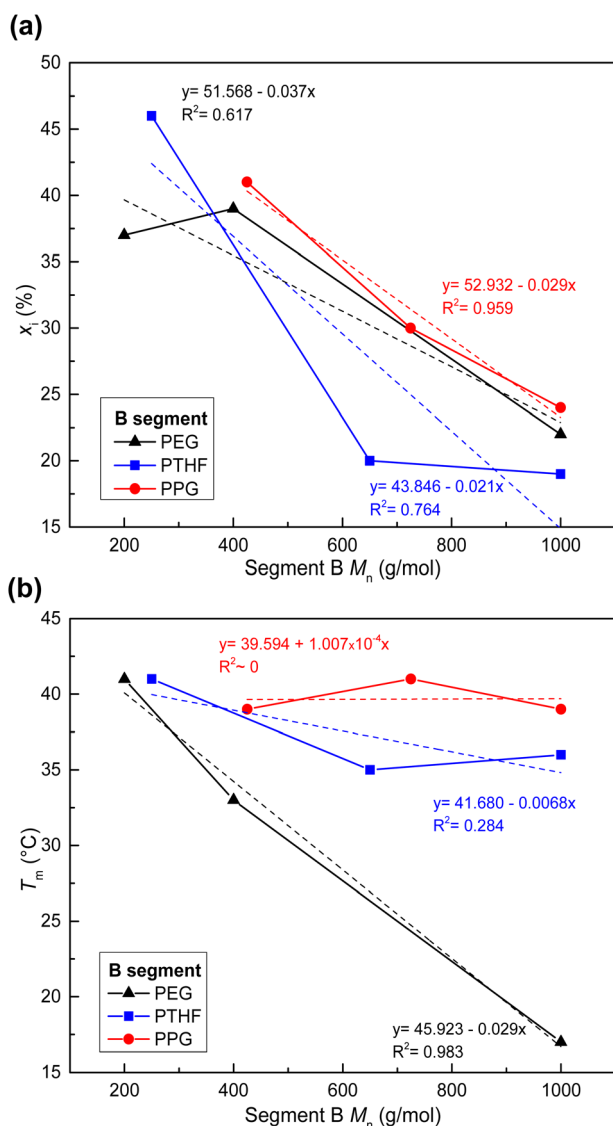 (a)
50
45
40
35
30
25
20
15
x_i (%)
y= 51.568 - 0.037x
R²= 0.617
y= 52.932 - 0.029x
R²= 0.959
y= 43.846 - 0.021x
R²= 0.764
B segment
PEG
PTHF
PPG
200 400 600 800 1000
Segment B M_n (g/mol)
(b)
45
40
35
30
25
20
15
T_m (°C)
y= 39.594 + 1.007x10⁻⁴x
R²~ 0
y= 41.680 - 0.0068x
R²= 0.284
y= 45.923 - 0.029x
R²= 0.983
B segment
PEG
PTHF
PPG
200 400 600 800 1000
Segment B M_n (g/mol)